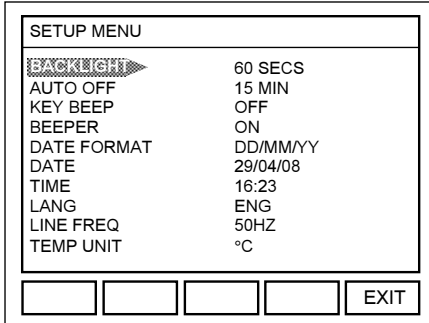 SETUP MENU
BACKLIGHT 60 SECS
AUTO OFF 15 MIN
KEY BEEP OFF
BEEPER ON
DATE FORMAT DD/MM/YY
DATE 29/04/08
TIME 16:23
LANG ENG
LINE FREQ 50HZ
TEMP UNIT °C
EXIT